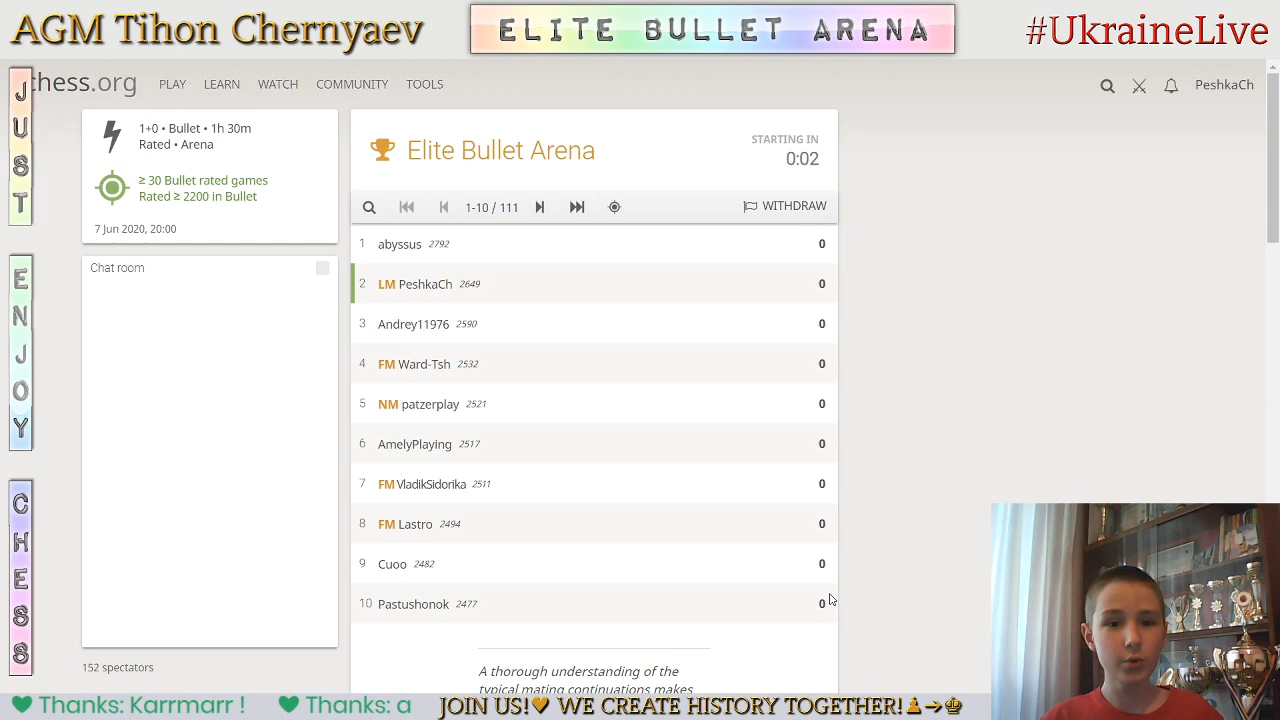 AGM Tihon Chernyaev
ELITE BULLET ARENA
#UkraineLive
chess.org
PLAY
LEARN
WATCH
COMMUNITY
TOOLS
PeshkaCh
JUST
ENJOY
CHESS
1+0 • Bullet • 1h 30m
Rated • Arena
≥ 30 Bullet rated games
Rated ≥ 2200 in Bullet
7 Jun 2020, 20:00
Chat room
152 spectators
Elite Bullet Arena
STARTING IN
0:02
1-10 / 111
WITHDRAW
1 abyssus 2792 0
2 LM PeshkaCh 2649 0
3 Andrey11976 2590 0
4 FM Ward-Tsh 2532 0
5 NM patzerplay 2521 0
6 AmelyPlaying 2517 0
7 FM VladikSidorika 2511 0
8 FM Lastro 2494 0
9 Cuoo 2482 0
10 Pastushonok 2477 0
A thorough understanding of the
typical mating continuations makes
Thanks: Karrmarr !
Thanks: a
JOIN US! WE CREATE HISTORY TOGETHER!